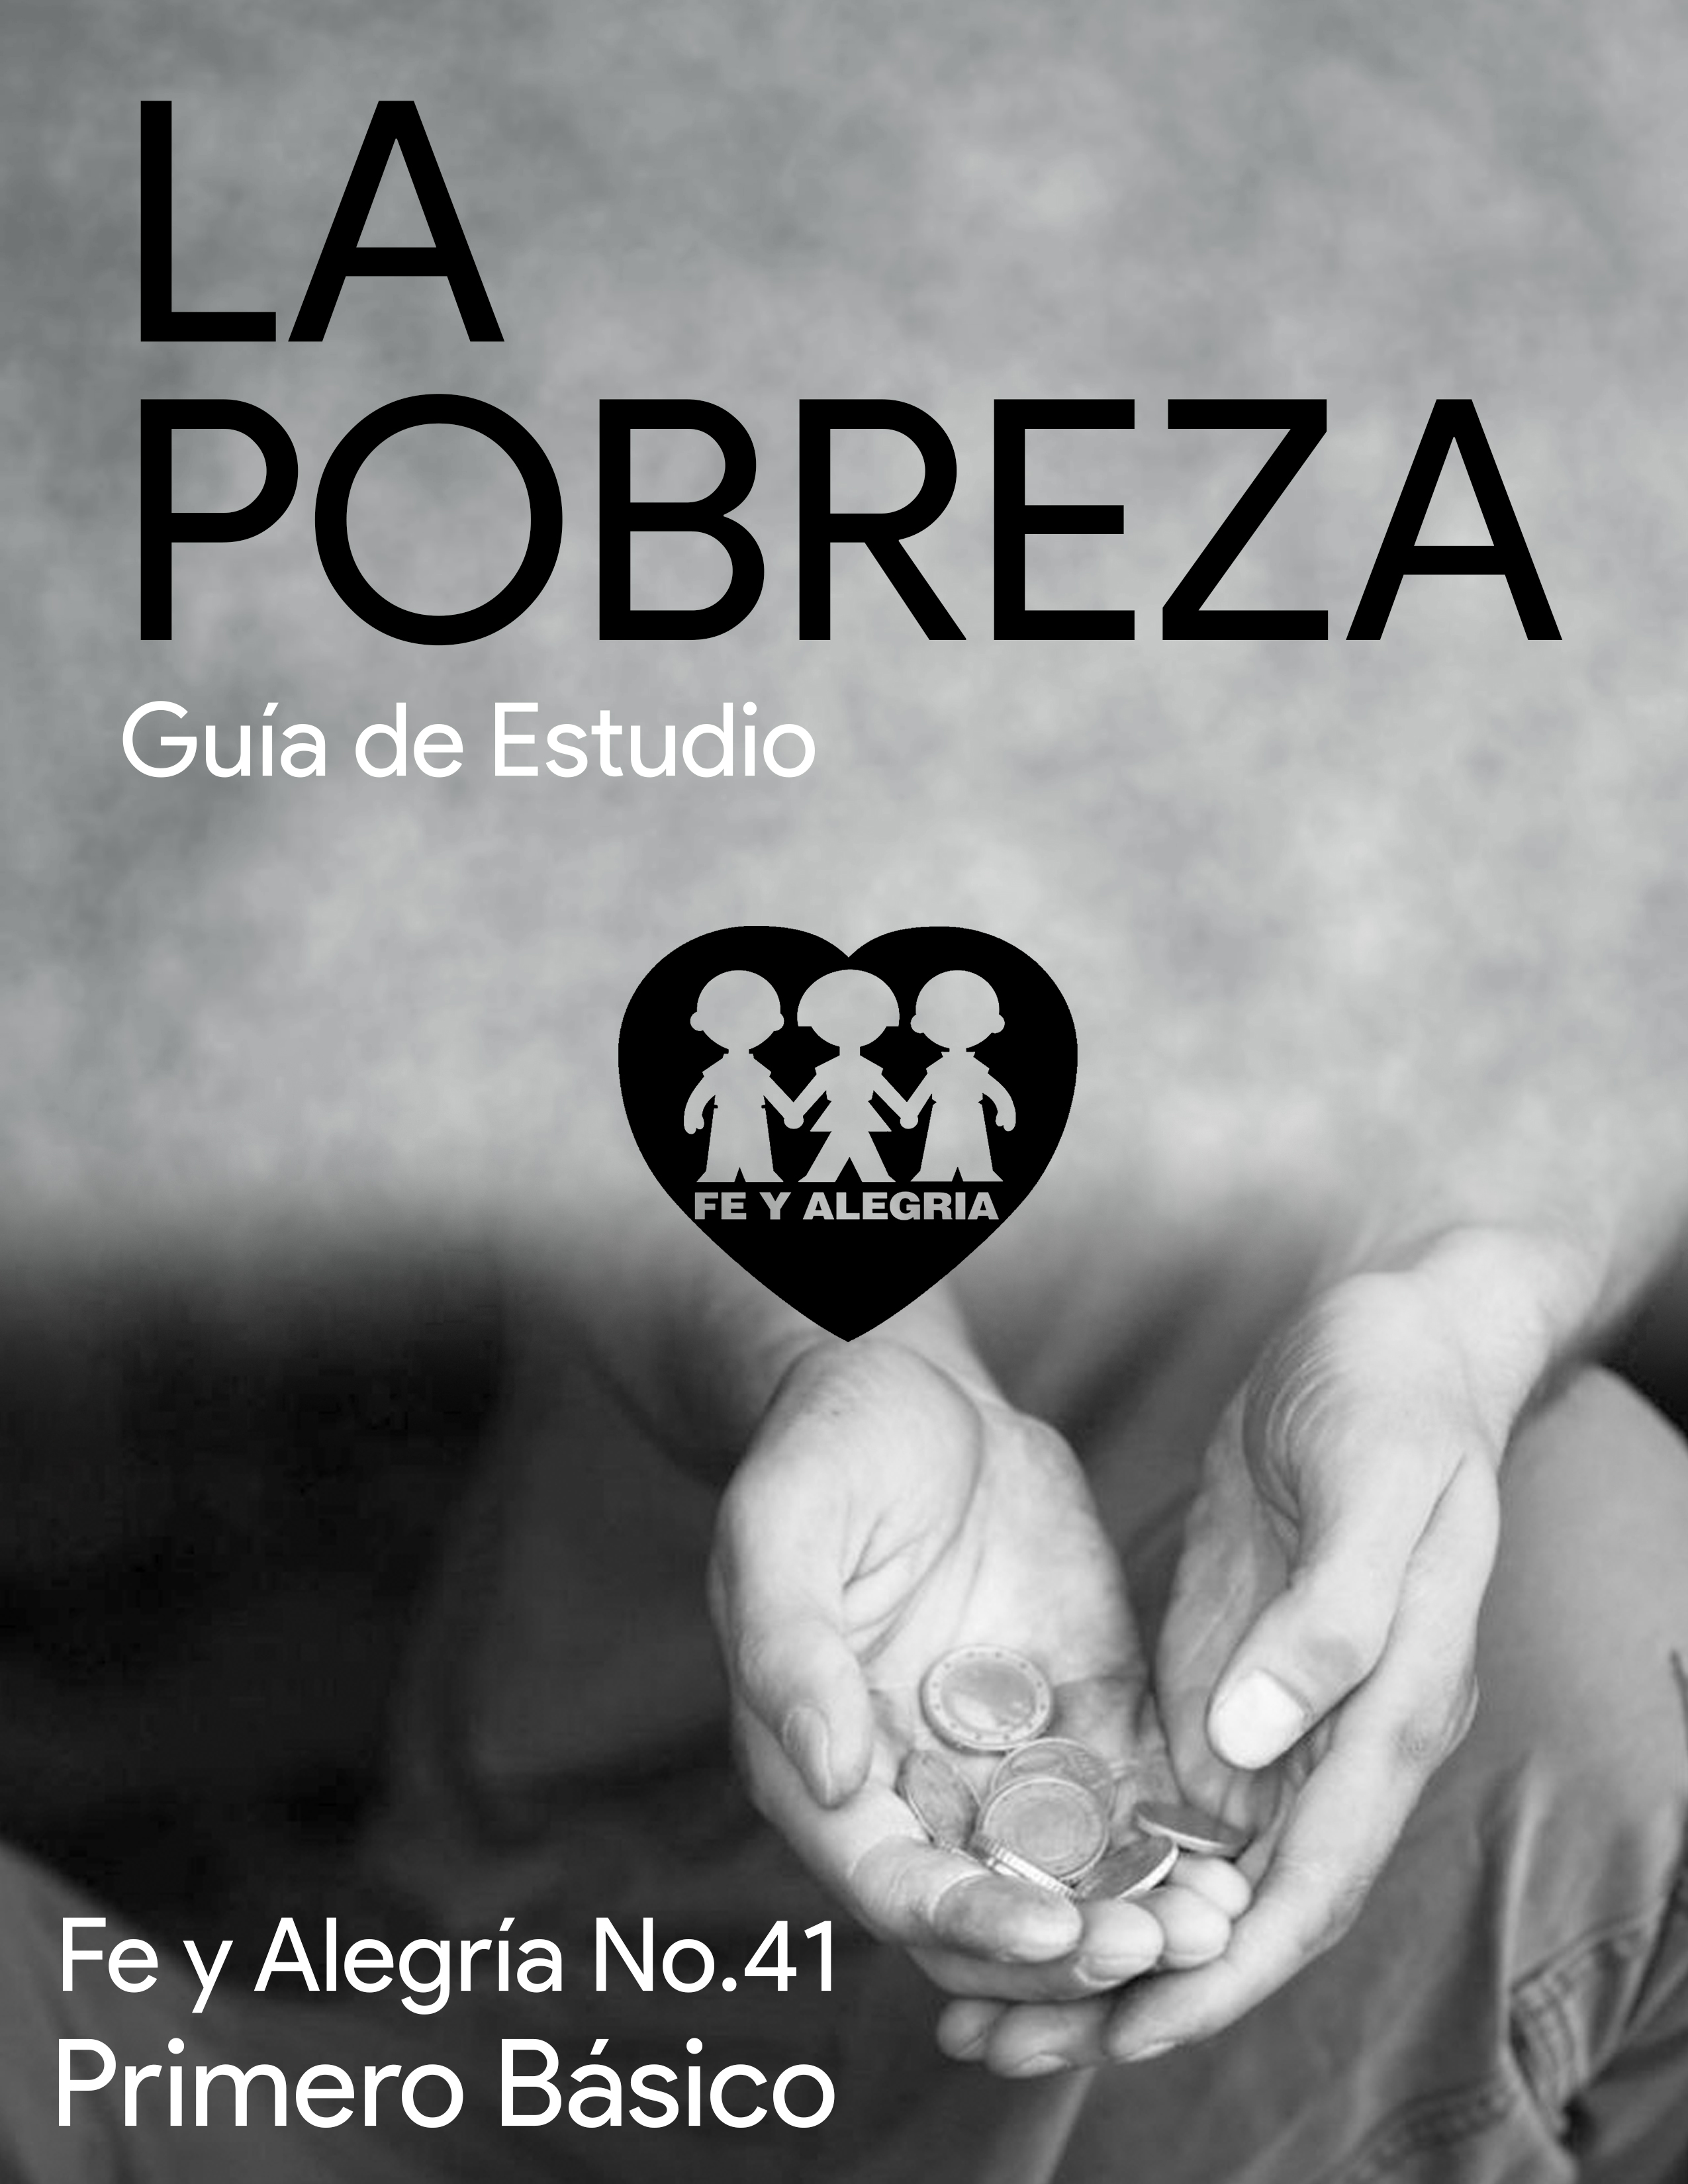 LA
POBREZA
Guía de Estudio
FE Y ALEGRIA
Fe y Alegría No.41
Primero Básico